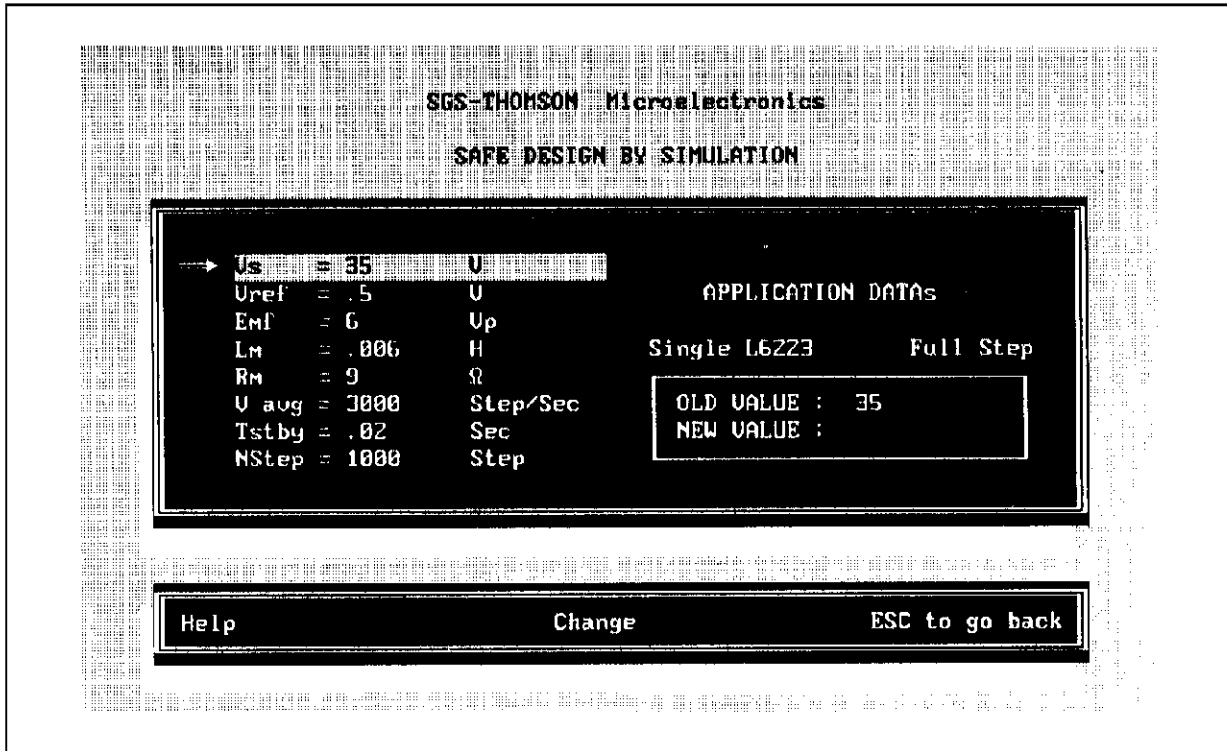 SGS-THOMSON Microelectronics
SAFE DESIGN BY SIMULATION
Vs = 35 V
Vref = .5 V
Emf = 6 Vp
Lm = .006 H
Rm = 9 Ω
V avg = 3000 Step/Sec
Tstby = .02 Sec
NStep = 1000 Step
APPLICATION DATAs
Single L6223 Full Step
OLD VALUE : 35
NEW VALUE :
Help Change ESC to go back